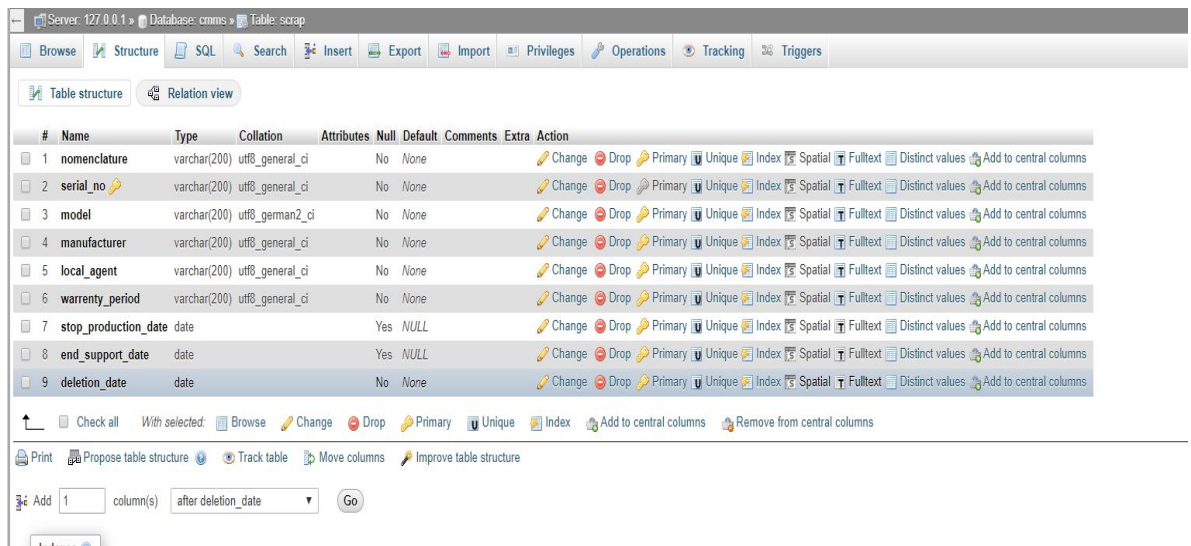 Server: 127.0.0.1 » Database: cmms » Table: scrap
Browse Structure SQL Search Insert Export Import Privileges Operations Tracking Triggers
Table structure Relation view
# Name Type Collation Attributes Null Default Comments Extra Action
1 nomenclature varchar(200) utf8_general_ci No None Change Drop Primary Unique Index Spatial Fulltext Distinct values Add to central columns
2 serial_no varchar(200) utf8_general_ci No None Change Drop Primary Unique Index Spatial Fulltext Distinct values Add to central columns
3 model varchar(200) utf8_german2_ci No None Change Drop Primary Unique Index Spatial Fulltext Distinct values Add to central columns
4 manufacturer varchar(200) utf8_general_ci No None Change Drop Primary Unique Index Spatial Fulltext Distinct values Add to central columns
5 local_agent varchar(200) utf8_general_ci No None Change Drop Primary Unique Index Spatial Fulltext Distinct values Add to central columns
6 warrenty_period varchar(200) utf8_general_ci No None Change Drop Primary Unique Index Spatial Fulltext Distinct values Add to central columns
7 stop_production_date date Yes NULL Change Drop Primary Unique Index Spatial Fulltext Distinct values Add to central columns
8 end_support_date date Yes NULL Change Drop Primary Unique Index Spatial Fulltext Distinct values Add to central columns
9 deletion_date date No None Change Drop Primary Unique Index Spatial Fulltext Distinct values Add to central columns
Check all With selected: Browse Change Drop Primary Unique Index Add to central columns Remove from central columns
Print Propose table structure Track table Move columns Improve table structure
Add 1 column(s) after deletion_date Go